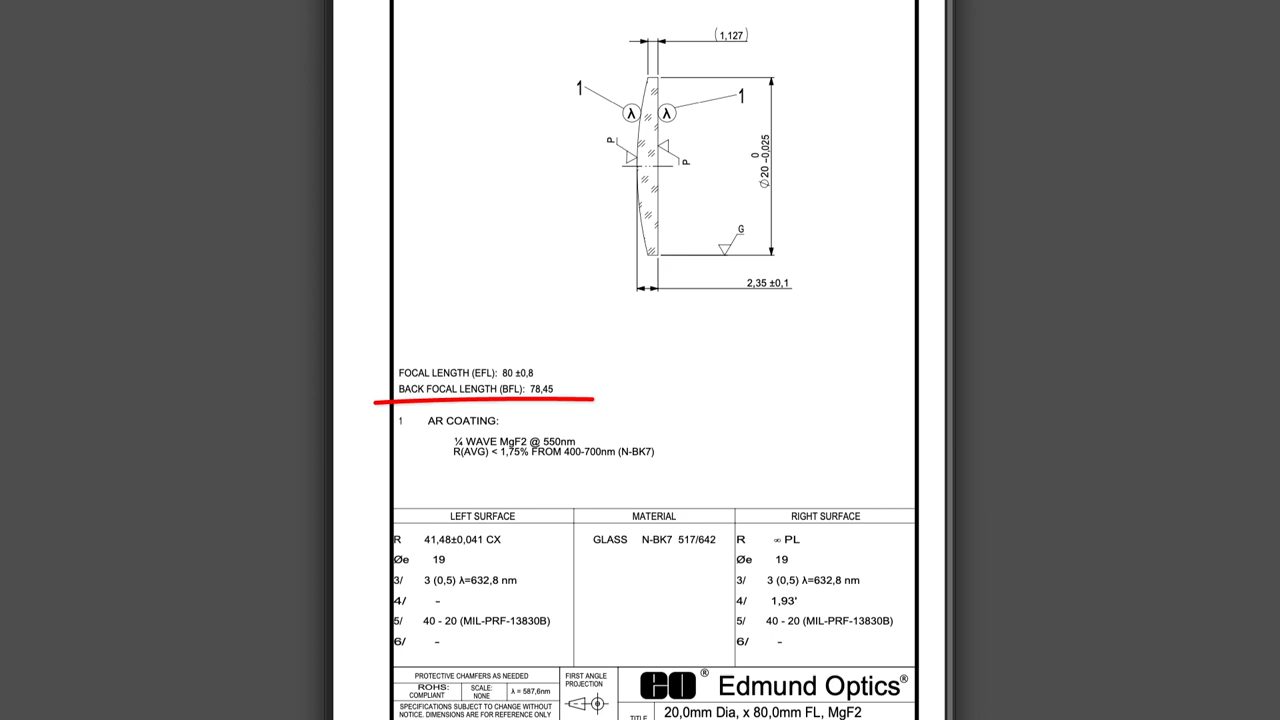 (1,127)
1
1
λ
λ
P
P
Ø20 0 -0,025
G
2,35 ±0,1
FOCAL LENGTH (EFL): 80 ±0,8
BACK FOCAL LENGTH (BFL): 78,45
1 AR COATING:
¼ WAVE MgF2 @ 550nm
R(AVG) < 1,75% FROM 400-700nm (N-BK7)
LEFT SURFACE MATERIAL RIGHT SURFACE
R 41,48±0,041 CX GLASS N-BK7 517/642 R ∞ PL
Øe 19 Øe 19
3/ 3 (0,5) λ=632,8 nm 3/ 3 (0,5) λ=632,8 nm
4/ - 4/ 1,93'
5/ 40 - 20 (MIL-PRF-13830B) 5/ 40 - 20 (MIL-PRF-13830B)
6/ - 6/ -
PROTECTIVE CHAMFERS AS NEEDED
ROHS:
COMPLIANT
SCALE:
NONE
λ = 587,6nm
SPECIFICATIONS SUBJECT TO CHANGE WITHOUT
NOTICE. DIMENSIONS ARE FOR REFERENCE ONLY
FIRST ANGLE
PROJECTION
eo® Edmund Optics®
TITLE 20,0mm Dia, x 80,0mm FL, MgF2